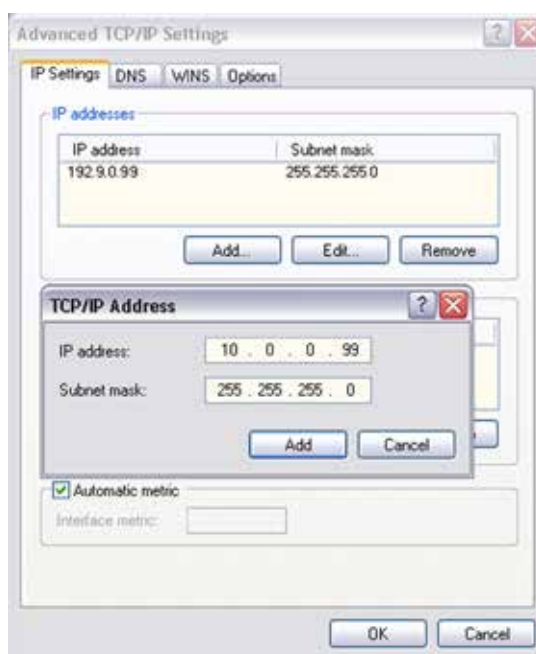 Advanced TCP/IP Settings
IP Settings DNS WINS Options
IP addresses
IP address Subnet mask
192.9.0.99 255.255.255.0
Add... Edit... Remove
TCP/IP Address
IP address: 10 . 0 . 0 . 99
Subnet mask: 255 . 255 . 255 . 0
Add Cancel
Automatic metric
Interface metric:
OK Cancel